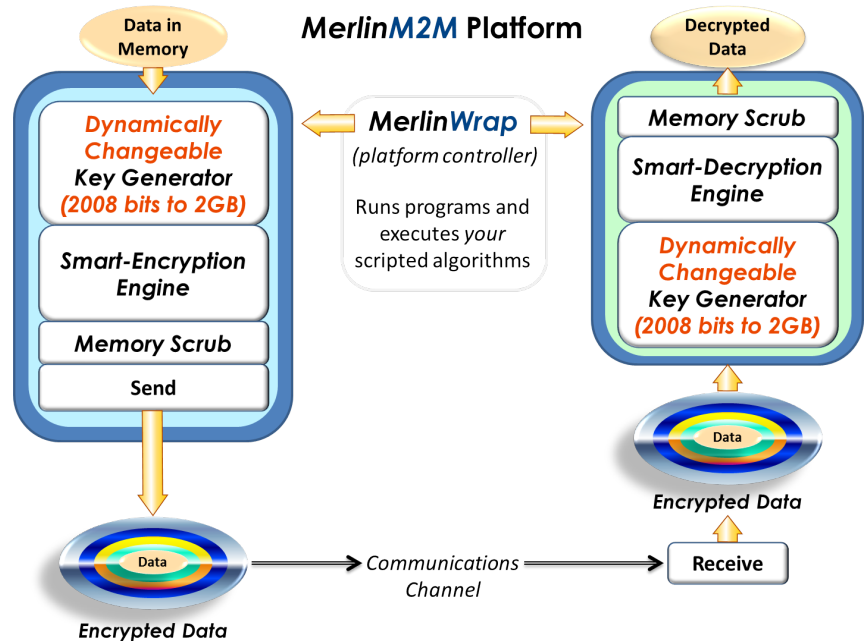 MerlinM2M Platform
Data in
Memory
Dynamically
Changeable
Key Generator
(2008 bits to 2GB)
Smart-Encryption
Engine
Memory Scrub
Send
Data
Encrypted Data
MerlinWrap
(platform controller)
Runs programs and
executes your
scripted algorithms
Communications
Channel
Decrypted
Data
Memory Scrub
Smart-Decryption
Engine
Dynamically
Changeable
Key Generator
(2008 bits to 2GB)
Data
Encrypted Data
Receive